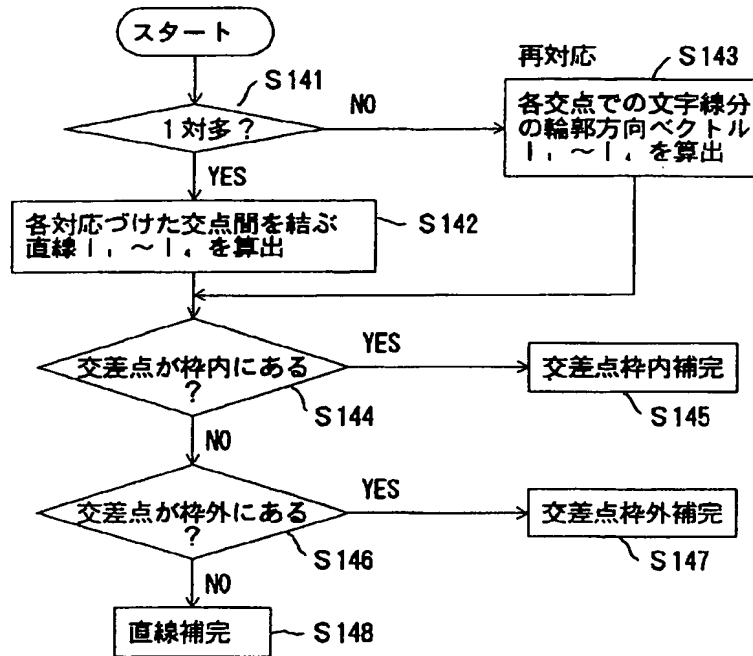 スタート
S141
1対多?
NO
再対応
S143
各交点での文字線分
の輪郭方向ベクトル
l₁~l₄を算出
YES
各対応づけた交点間を結ぶ
直線l₁~l₄を算出
S142
交差点が枠内にある
?
S144
YES
交差点枠内補完
S145
NO
交差点が枠外にある
?
S146
YES
交差点枠外補完
S147
NO
直線補完
S148